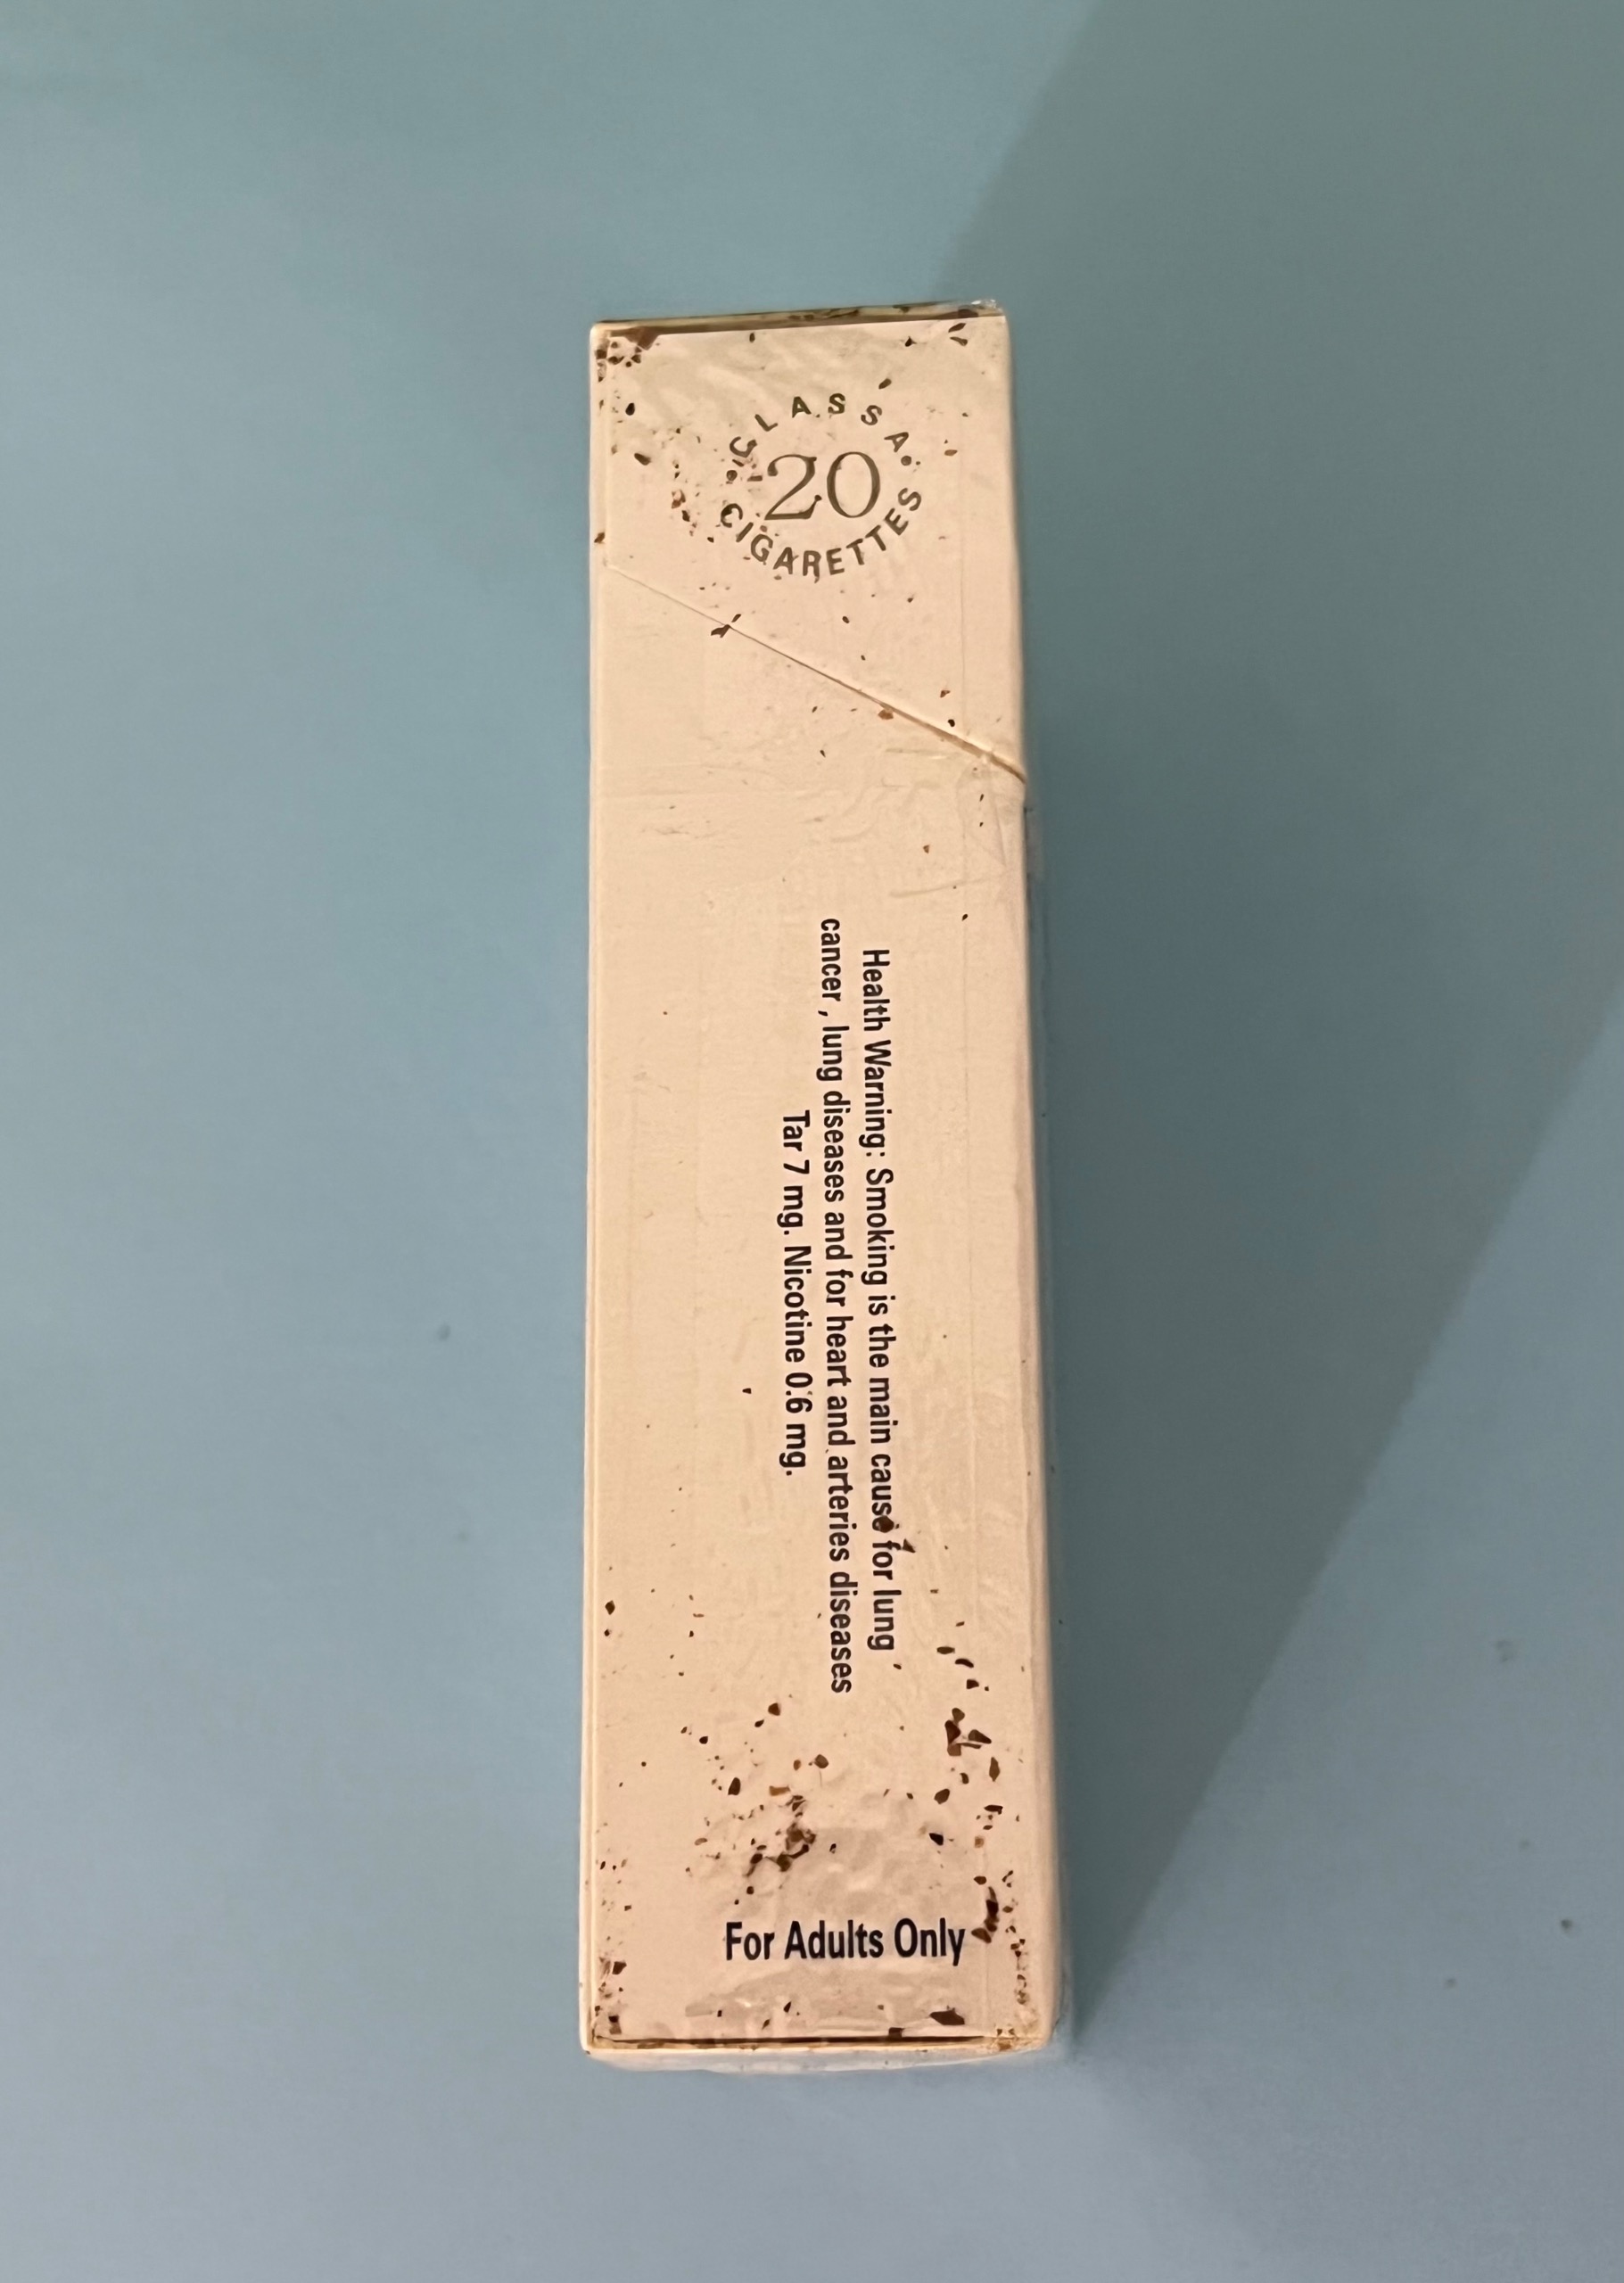 CLASS A
20
CIGARETTES
Health Warning: Smoking is the main cause for lung
cancer , lung diseases and for heart and arteries diseases
Tar 7 mg. Nicotine 0.6 mg.
For Adults Only